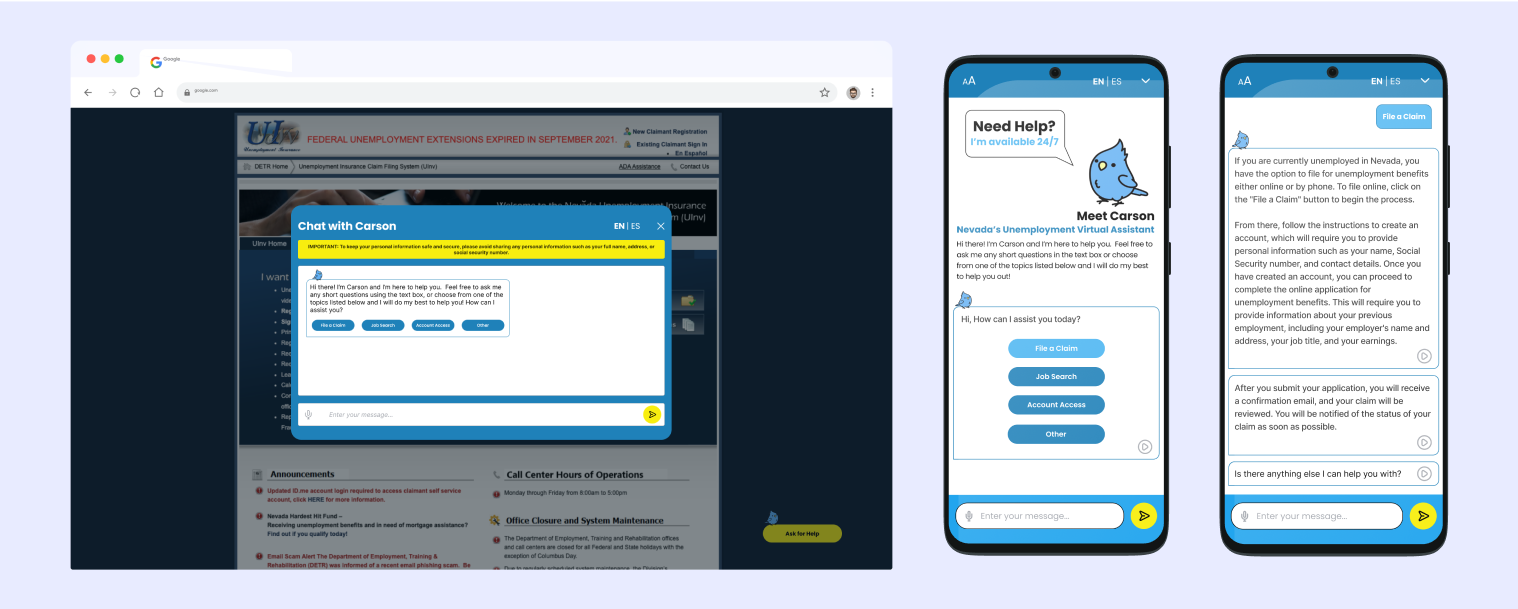 Google
google.com
UI
Unemployment Insurance
FEDERAL UNEMPLOYMENT EXTENSIONS EXPIRED IN SEPTEMBER 2021.
New Claimant Registration
Existing Claimant Sign In
En Español
DETR Home
Unemployment Insurance Claim Filing System (UInv)
ADA Assistance
Contact Us
Welcome to the Nevada Unemployment Insurance
m (UInv)
UInv Home
I want
Chat with Carson
EN | ES
IMPORTANT: To keep your personal information safe and secure, please avoid sharing any personal information such as your full name, address, or
social security number.
Hi there! I'm Carson and I'm here to help you. Feel free to ask me
any short questions using the text box, or choose from one of the
topics listed below and I will do my best to help you! How can I
assist you?
File a Claim
Job Search
Account Access
Other
Enter your message...
Announcements
Updated ID.me account login required to access claimant self service
account, click HERE for more information.
Nevada Hardest Hit Fund –
Receiving unemployment benefits and in need of mortgage assistance?
Find out if you qualify today!
Email Scam Alert The Department of Employment, Training &
Rehabilitation (DETR) was informed of a recent email phishing scam. Be
Call Center Hours of Operations
Monday through Friday from 8:00am to 5:00pm
Office Closure and System Maintenance
The Department of Employment, Training and Rehabilitation offices
and call centers are closed for all Federal and State holidays with the
exception of Columbus Day.
Due to regularly scheduled system maintenance, the Division's
Ask for Help
AA
EN | ES
Need Help?
I'm available 24/7
Meet Carson
Nevada's Unemployment Virtual Assistant
Hi there! I'm Carson and I'm here to help you. Feel free to
ask me any short questions in the text box or choose
from one of the topics listed below and I will do my best
to help you out!
Hi, How can I assist you today?
File a Claim
Job Search
Account Access
Other
Enter your message...
AA
EN | ES
File a Claim
If you are currently unemployed in Nevada, you
have the option to file for unemployment benefits
either online or by phone. To file online, click on
the "File a Claim" button to begin the process.
From there, follow the instructions to create an
account, which will require you to provide
personal information such as your name, Social
Security number, and contact details. Once you
have created an account, you can proceed to
complete the online application for
unemployment benefits. This will require you to
provide information about your previous
employment, including your employer's name and
address, your job title, and your earnings.
After you submit your application, you will receive
a confirmation email, and your claim will be
reviewed. You will be notified of the status of your
claim as soon as possible.
Is there anything else I can help you with?
Enter your message...